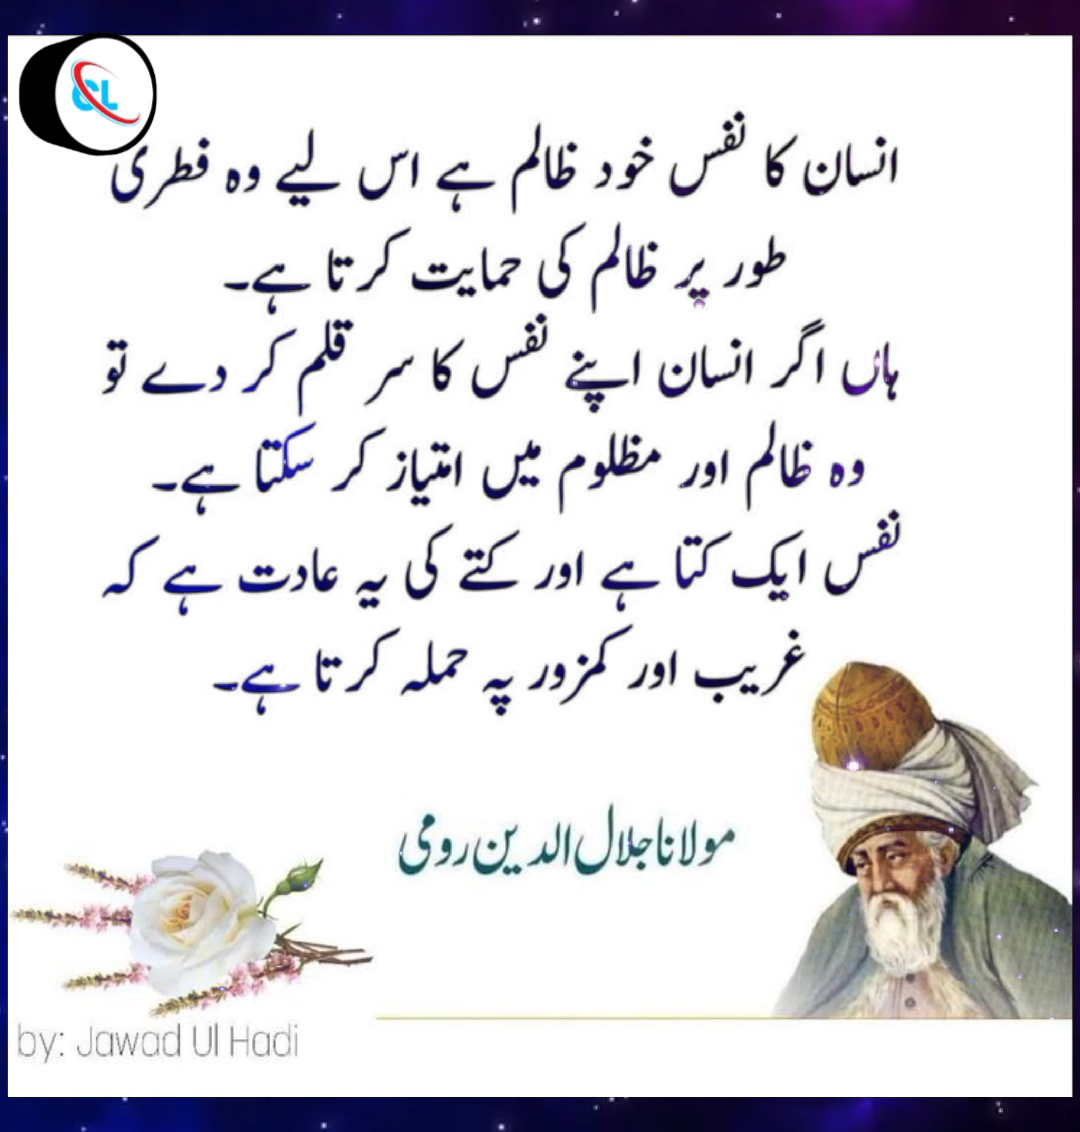 CL
انسان کا نفس خود ظالم ہے اس لیے وہ فطری
طور پر ظالم کی حمایت کرتا ہے۔
ہاں اگر انسان اپنے نفس کا سر قلم کر دے تو
وہ ظالم اور مظلوم میں امتیاز کر سکتا ہے۔
نفس ایک کتا ہے اور کتے کی یہ عادت ہے کہ
غریب اور کمزور پہ حملہ کرتا ہے۔
مولانا جلال الدین رومی
by: Jawad Ul Hadi